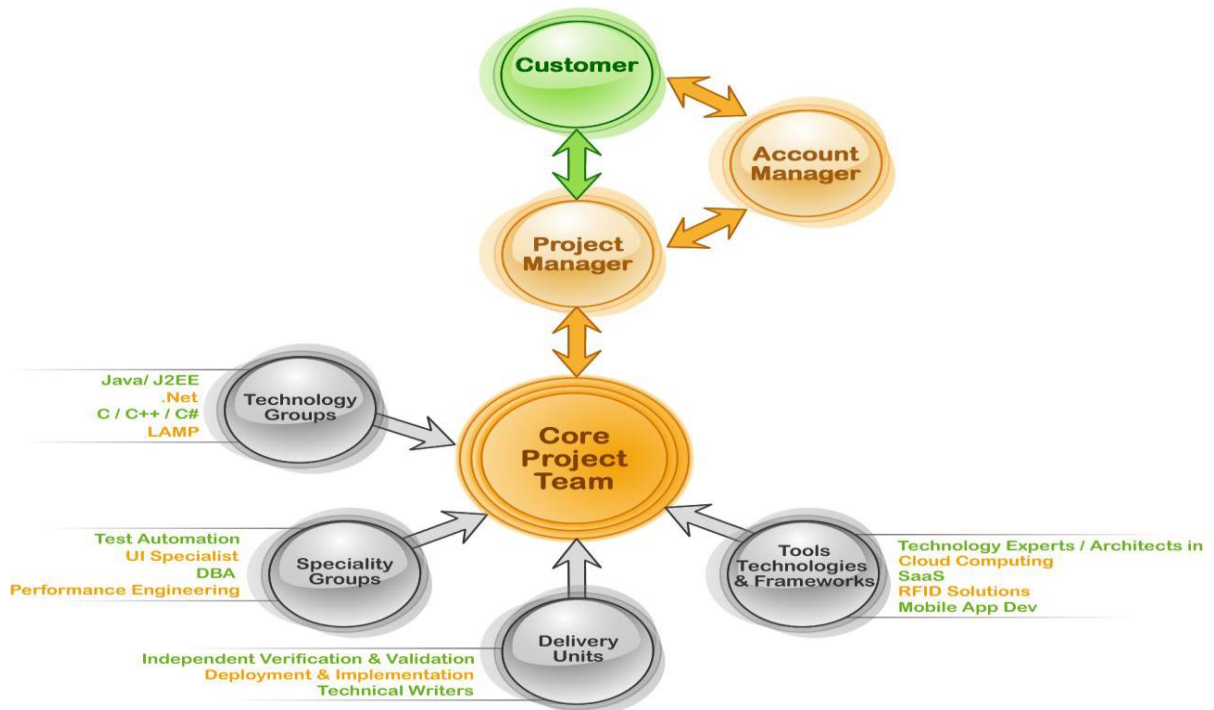 Customer
Account
Manager
Project
Manager
Java/ J2EE
.Net
C / C++ / C#
LAMP
Technology
Groups
Core
Project
Team
Test Automation
UI Specialist
DBA
Performance Engineering
Speciality
Groups
Tools
Technologies
& Frameworks
Technology Experts / Architects in
Cloud Computing
SaaS
RFID Solutions
Mobile App Dev
Delivery
Units
Independent Verification & Validation
Deployment & Implementation
Technical Writers